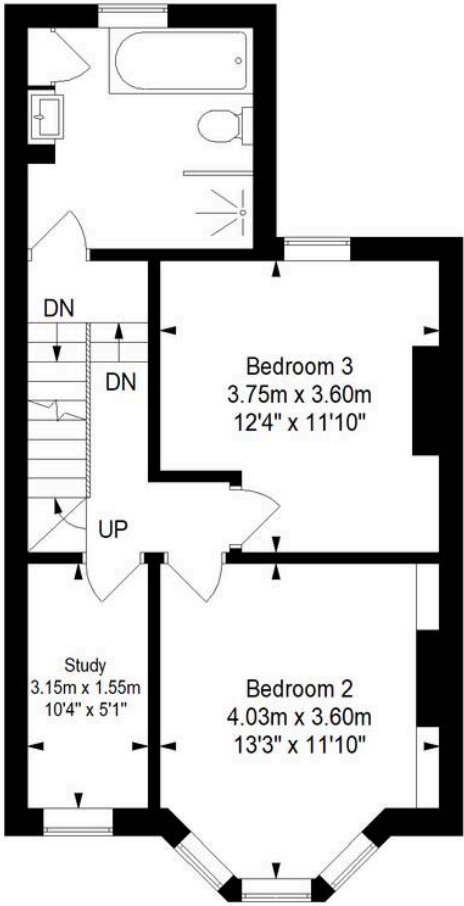 DN
DN
Bedroom 3
3.75m x 3.60m
12'4" x 11'10"
UP
Study
3.15m x 1.55m
10'4" x 5'1"
Bedroom 2
4.03m x 3.60m
13'3" x 11'10"